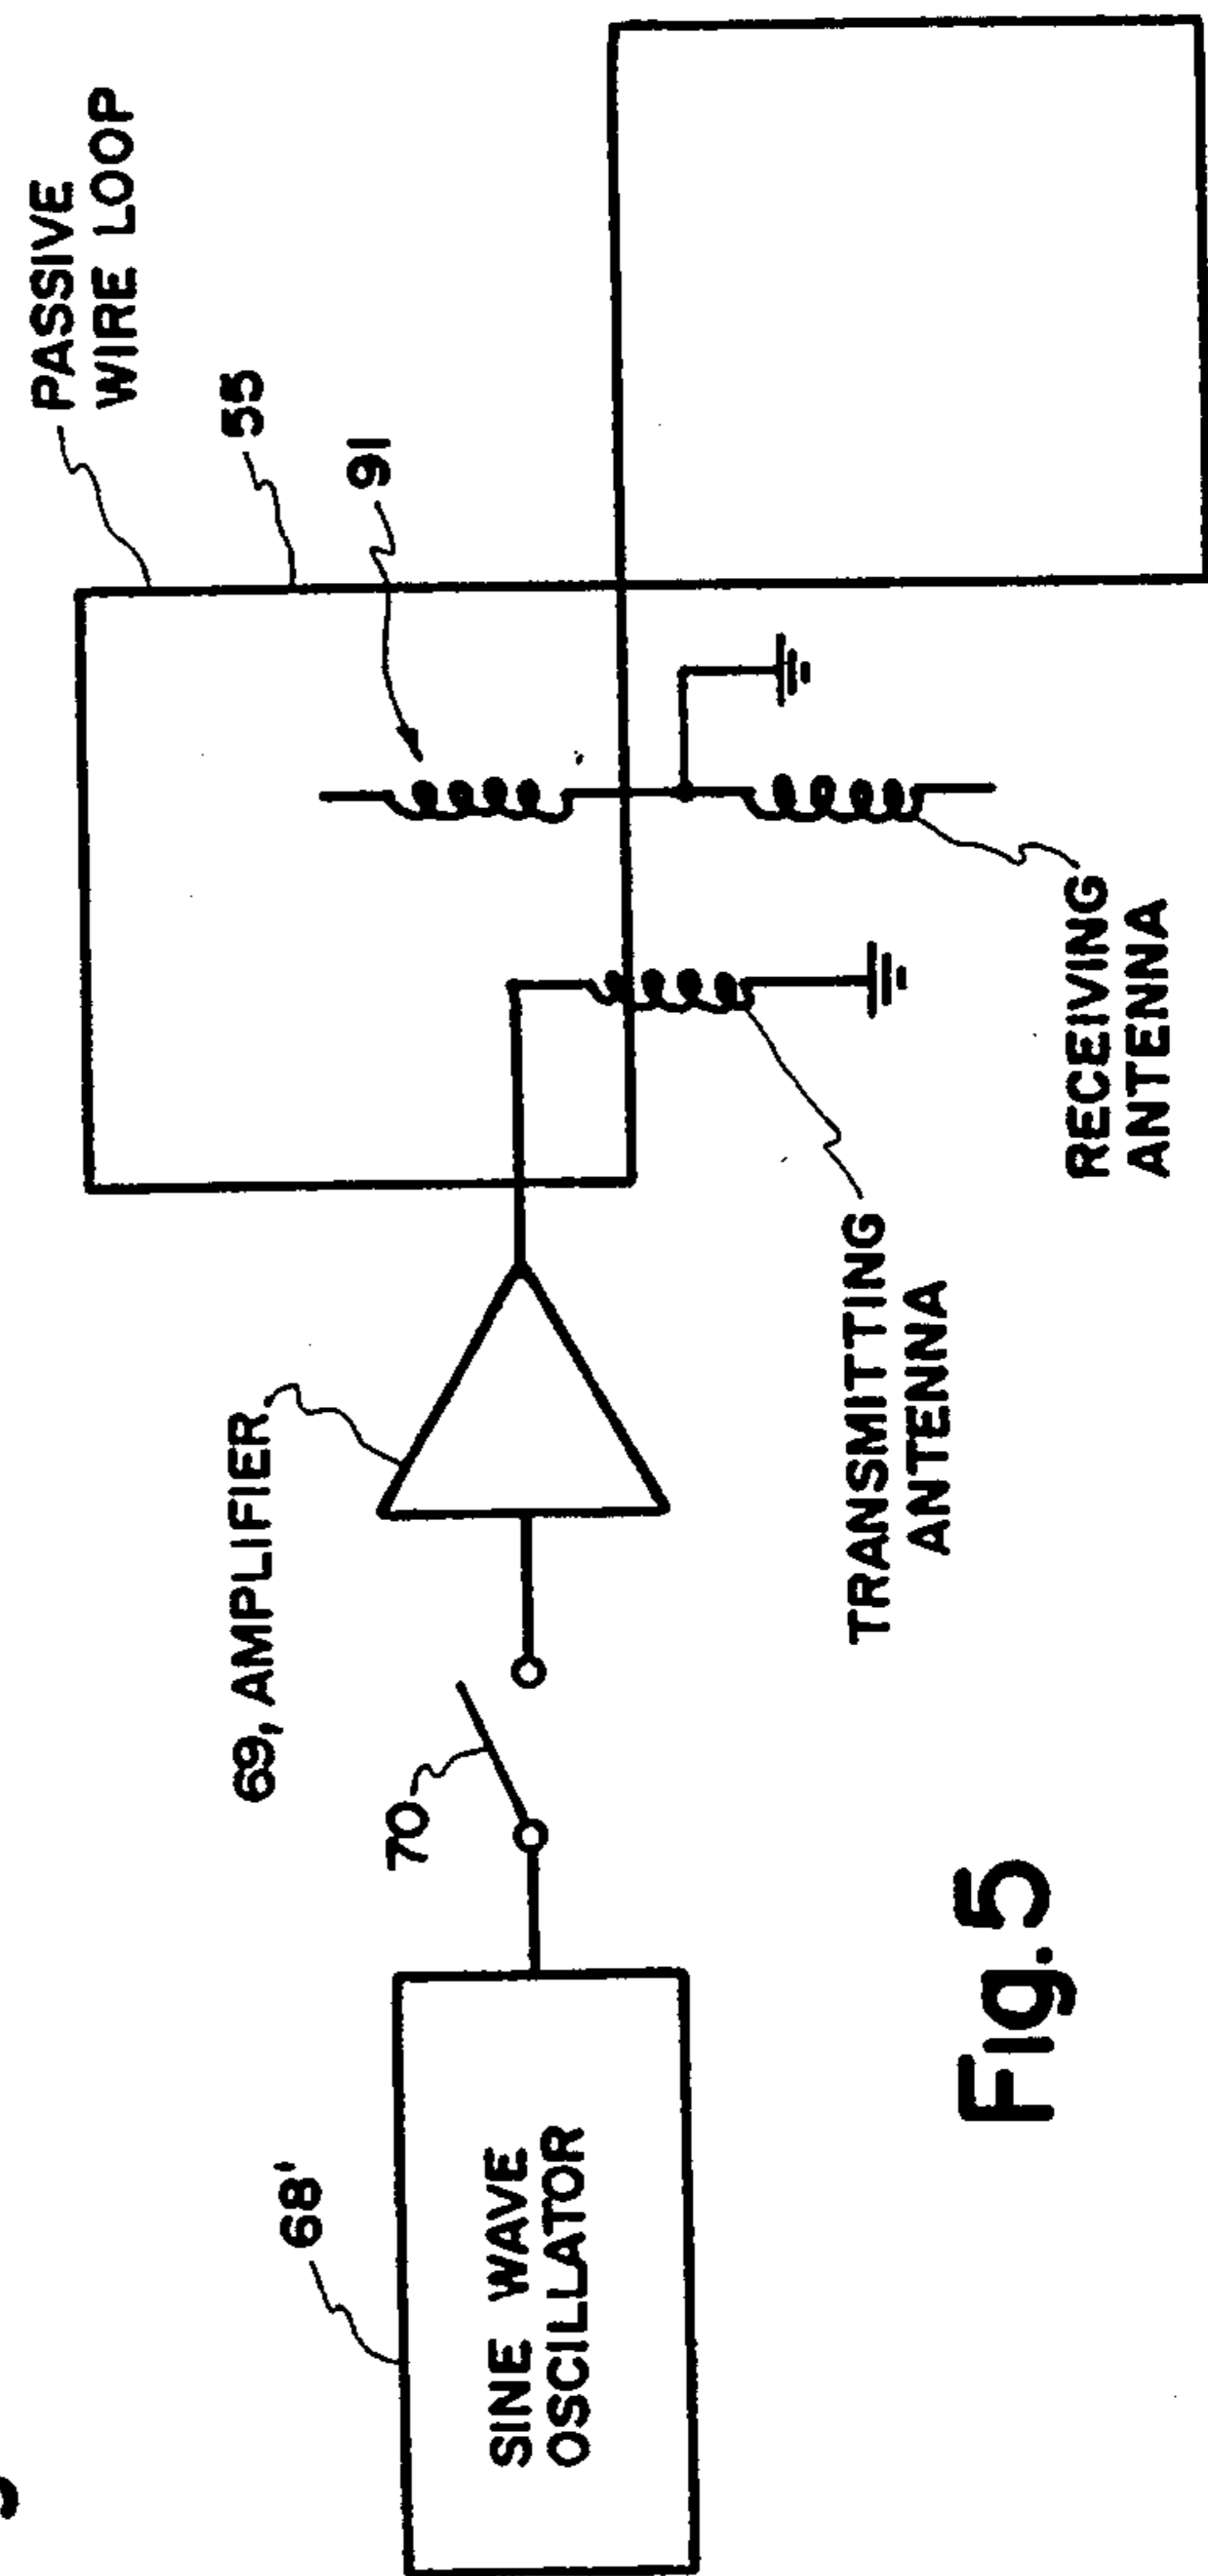 PASSIVE
WIRE LOOP
55
91
69, AMPLIFIER
70
68'
SINE WAVE
OSCILLATOR
TRANSMITTING
ANTENNA
RECEIVING
ANTENNA
Fig. 5